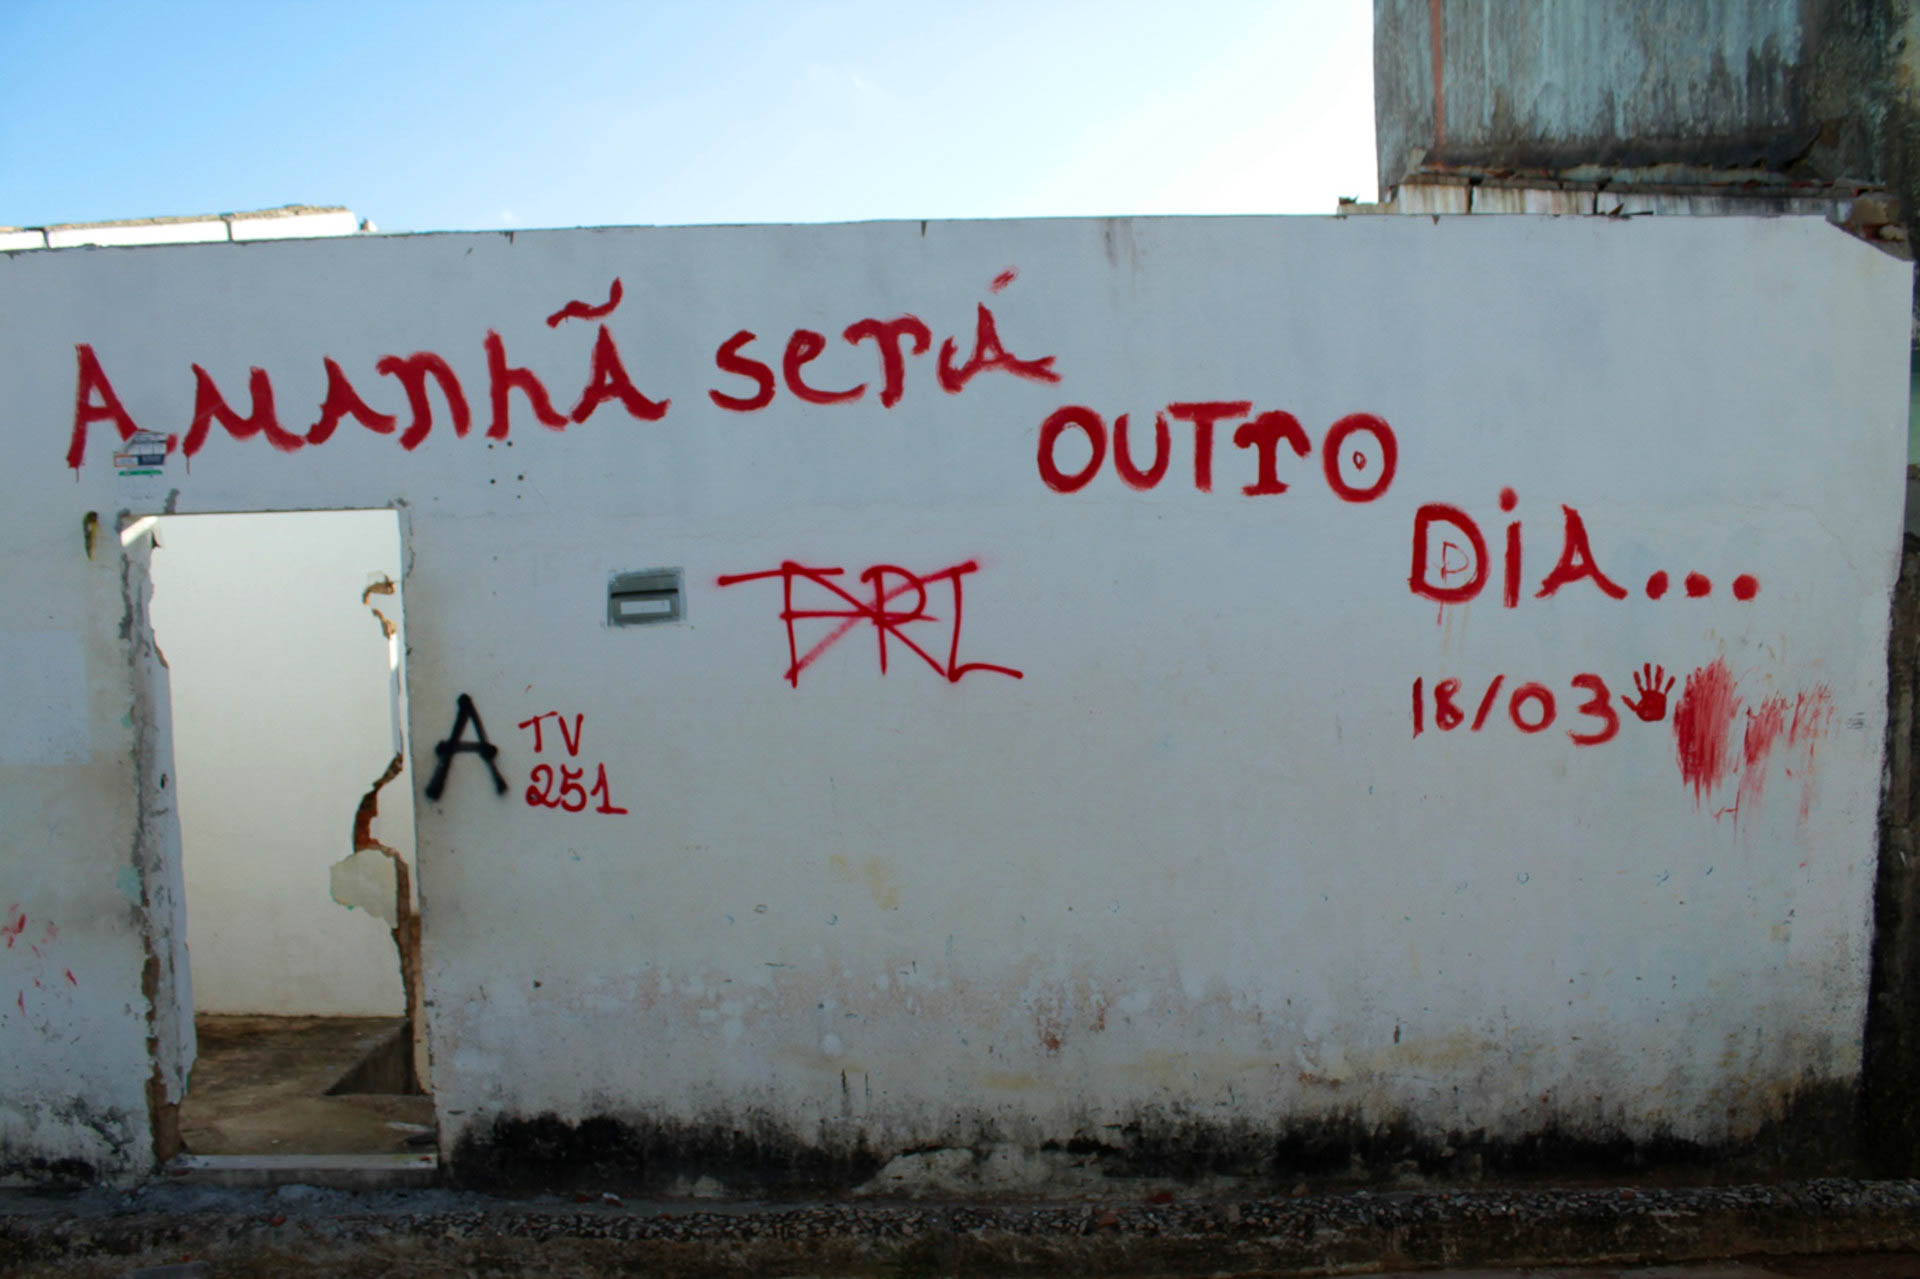 AManhã será
OUTrO
DiA...
18/03
A
TV
251